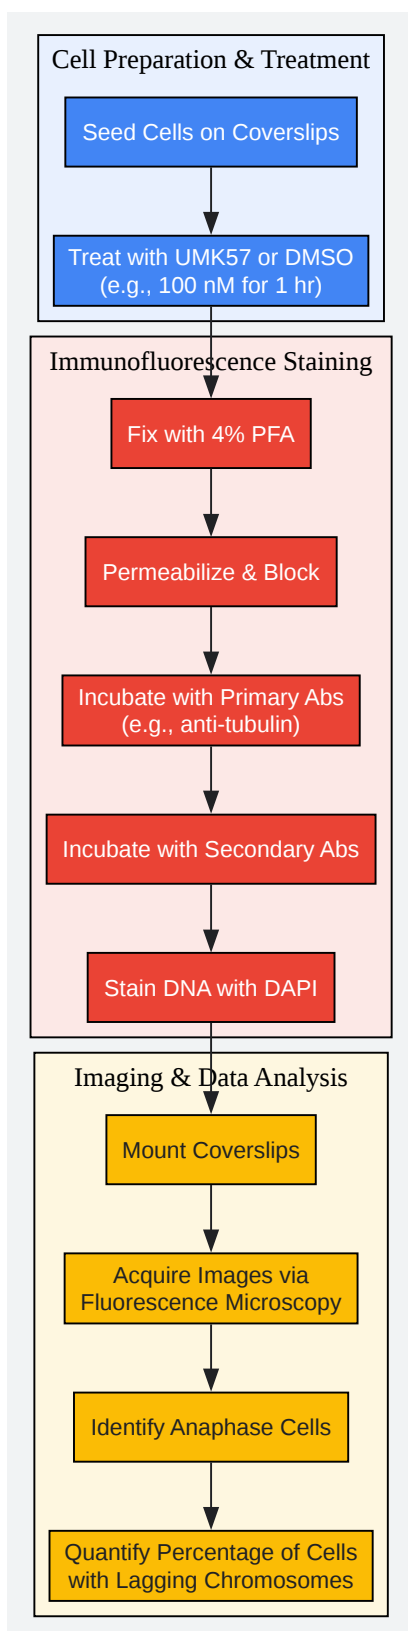 Cell Preparation & Treatment
Seed Cells on Coverslips
Treat with UMK57 or DMSO
(e.g., 100 nM for 1 hr)
Immunofluorescence Staining
Fix with 4% PFA
Permeabilize & Block
Incubate with Primary Abs
(e.g., anti-tubulin)
Incubate with Secondary Abs
Stain DNA with DAPI
Imaging & Data Analysis
Mount Coverslips
Acquire Images via
Fluorescence Microscopy
Identify Anaphase Cells
Quantify Percentage of Cells
with Lagging Chromosomes